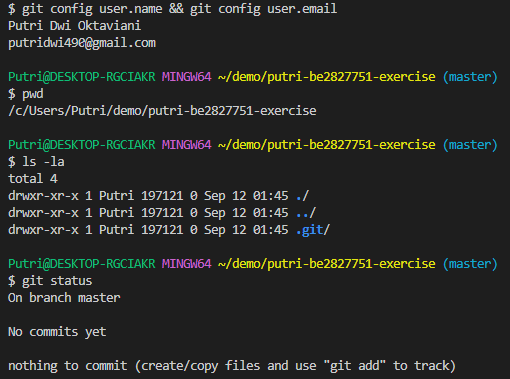 $ git config user.name && git config user.email
Putri Dwi Oktaviani
putridwi490@gmail.com
Putri@DESKTOP-RGCIAKR MINGW64 ~/demo/putri-be2827751-exercise (master)
$ pwd
/c/Users/Putri/demo/putri-be2827751-exercise
Putri@DESKTOP-RGCIAKR MINGW64 ~/demo/putri-be2827751-exercise (master)
$ ls -la
total 4
drwxr-xr-x 1 Putri 197121 0 Sep 12 01:45 ./
drwxr-xr-x 1 Putri 197121 0 Sep 12 01:45 ../
drwxr-xr-x 1 Putri 197121 0 Sep 12 01:45 .git/
Putri@DESKTOP-RGCIAKR MINGW64 ~/demo/putri-be2827751-exercise (master)
$ git status
On branch master
No commits yet
nothing to commit (create/copy files and use "git add" to track)